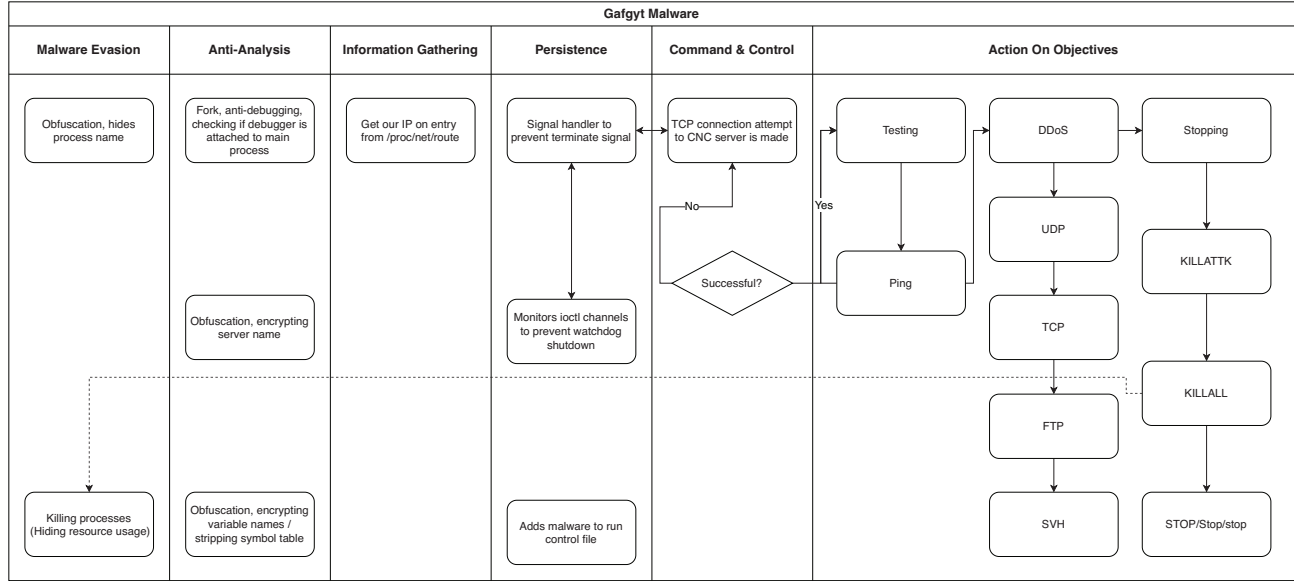 Gafgyt Malware
Malware Evasion
Anti-Analysis
Information Gathering
Persistence
Command & Control
Action On Objectives
Obfuscation, hides
process name
Fork, anti-debugging,
checking if debugger is
attached to main
process
Get our IP on entry
from /proc/net/route
Signal handler to
prevent terminate signal
TCP connection attempt
to CNC server is made
Testing
DDoS
Stopping
No
Yes
UDP
KILLATTK
Successful?
Ping
Obfuscation, encrypting
server name
Monitors ioctl channels
to prevent watchdog
shutdown
TCP
KILLALL
FTP
Killing processes
(Hiding resource usage)
Obfuscation, encrypting
variable names /
stripping symbol table
Adds malware to run
control file
SVH
STOP/Stop/stop